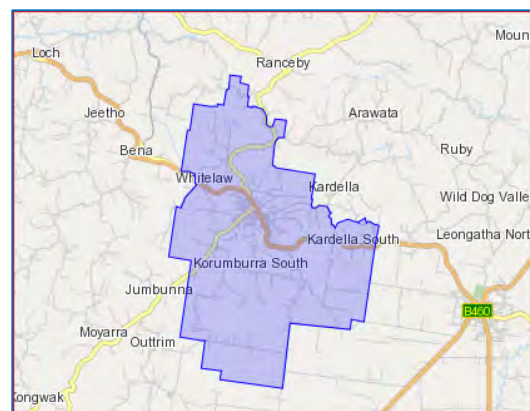 Moun
Loch
Ranceby
Jeetho
Arawata
Bena
Ruby
Whitelaw
Kardella
Wild Dog Valle
Kardella South
Leongatha Nort
Korumburra South
Jumbunna
B460
Moyarra
Outtrim
Kongwak